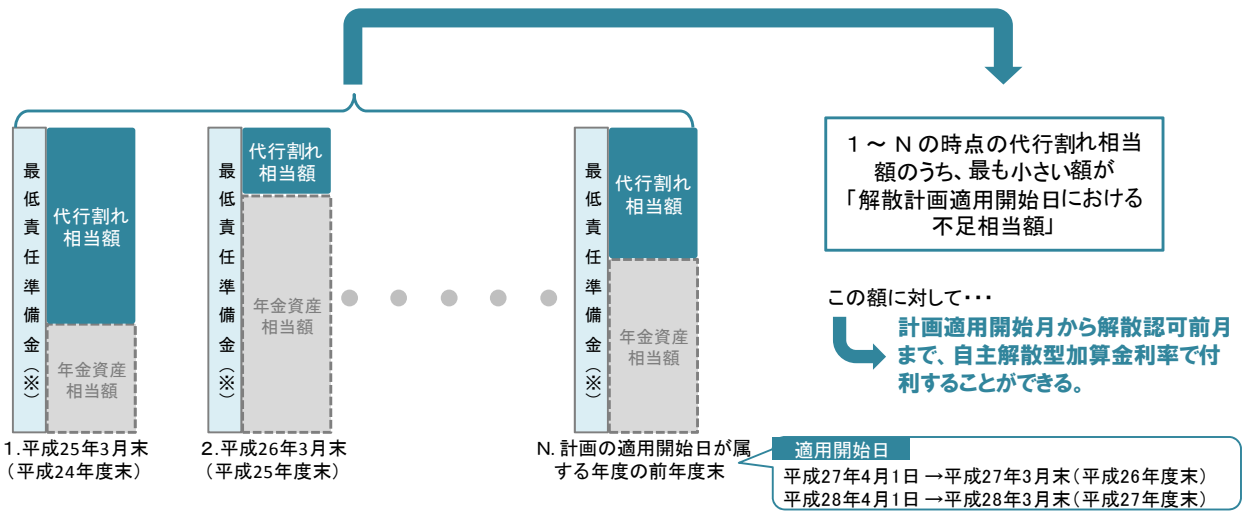 最低責任準備金(※)
代行割れ
相当額
年金資産
相当額
1.平成25年3月末
(平成24年度末)
最低責任準備金(※)
代行割れ
相当額
年金資産
相当額
2.平成26年3月末
(平成25年度末)
最低責任準備金(※)
代行割れ
相当額
年金資産
相当額
N. 計画の適用開始日が属
する年度の前年度末
1 ~ N の時点の代行割れ相当
額のうち、最も小さい額が
「解散計画適用開始日における
不足相当額」
この額に対して・・・
計画適用開始月から解散認可前月
まで、自主解散型加算金利率で付
利することができる。
適用開始日
平成27年4月1日→平成27年3月末(平成26年度末)
平成28年4月1日→平成28年3月末(平成27年度末)